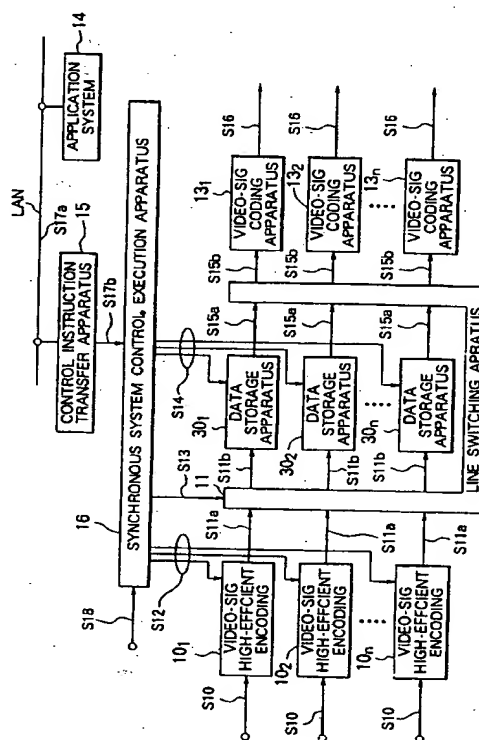 LAN
14
APPLICATION
SYSTEM
S17a
15
CONTROL INSTRUCTION
TRANSFER APPARATUS
S17b
16
SYNCHRONOUS SYSTEM CONTROL EXECUTION APPARATUS
S18
S12
S13
S14
11
S10
10₁
VIDEO-SIG
HIGH-EFFCIENT
ENCODING
S11a
S11b
30₁
DATA
STORAGE
APPARATUS
S15a
S15b
13₁
VIDEO-SIG
CODING
APPARATUS
S16
S10
10₂
VIDEO-SIG
HIGH-EFFCIENT
ENCODING
S11a
S11b
30₂
DATA
STORAGE
APPARATUS
S15a
S15b
13₂
VIDEO-SIG
CODING
APPARATUS
S16
S10
10n
VIDEO-SIG
HIGH-EFFCIENT
ENCODING
S11a
S11b
30n
DATA
STORAGE
APPARATUS
S15a
S15b
13n
VIDEO-SIG
CODING
APPARATUS
S16
LINE SWITCHING APRATUS